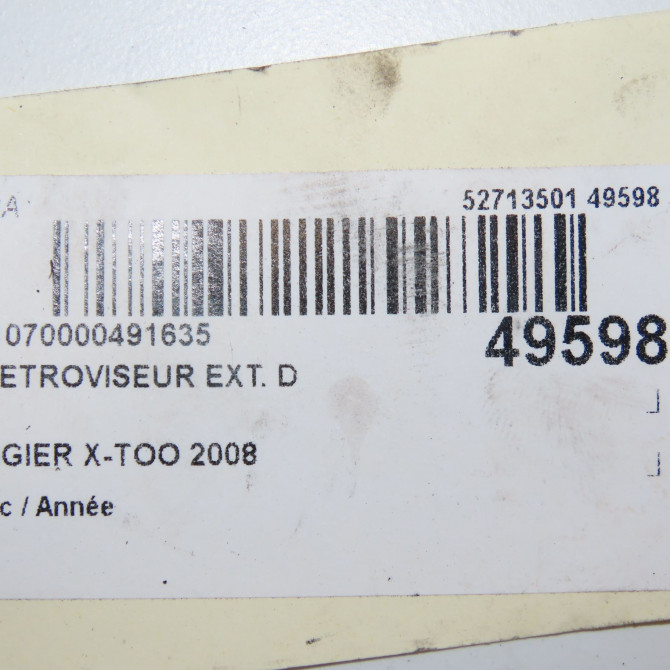 A 52713501 49598
070000491635 49598
ETROVISEUR EXT. D
GIER X-TOO 2008
c / Année